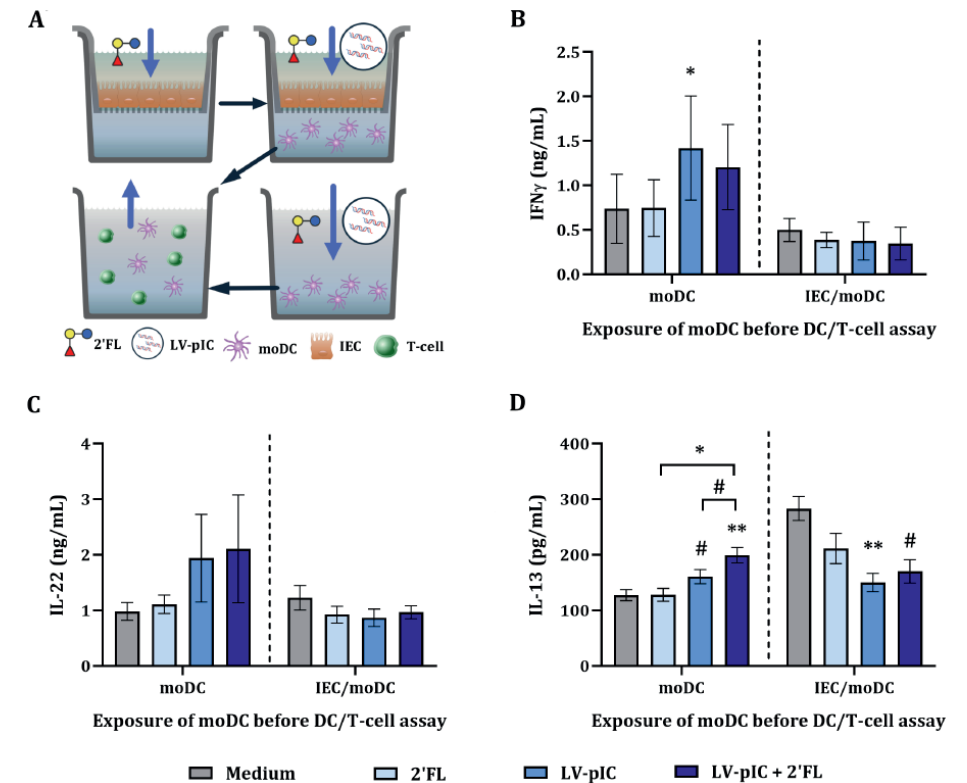 A
2'FL
LV-pIC
moDC
IEC
T-cell
B
IFNγ (ng/mL)
2.5
2.0
1.5
1.0
0.5
0.0
*
moDC
IEC/moDC
Exposure of moDC before DC/T-cell assay
C
IL-22 (ng/mL)
4
3
2
1
0
moDC
IEC/moDC
Exposure of moDC before DC/T-cell assay
D
IL-13 (pg/mL)
400
300
200
100
0
*
#
#
**
**
#
moDC
IEC/moDC
Exposure of moDC before DC/T-cell assay
Medium
2'FL
LV-pIC
LV-pIC + 2'FL